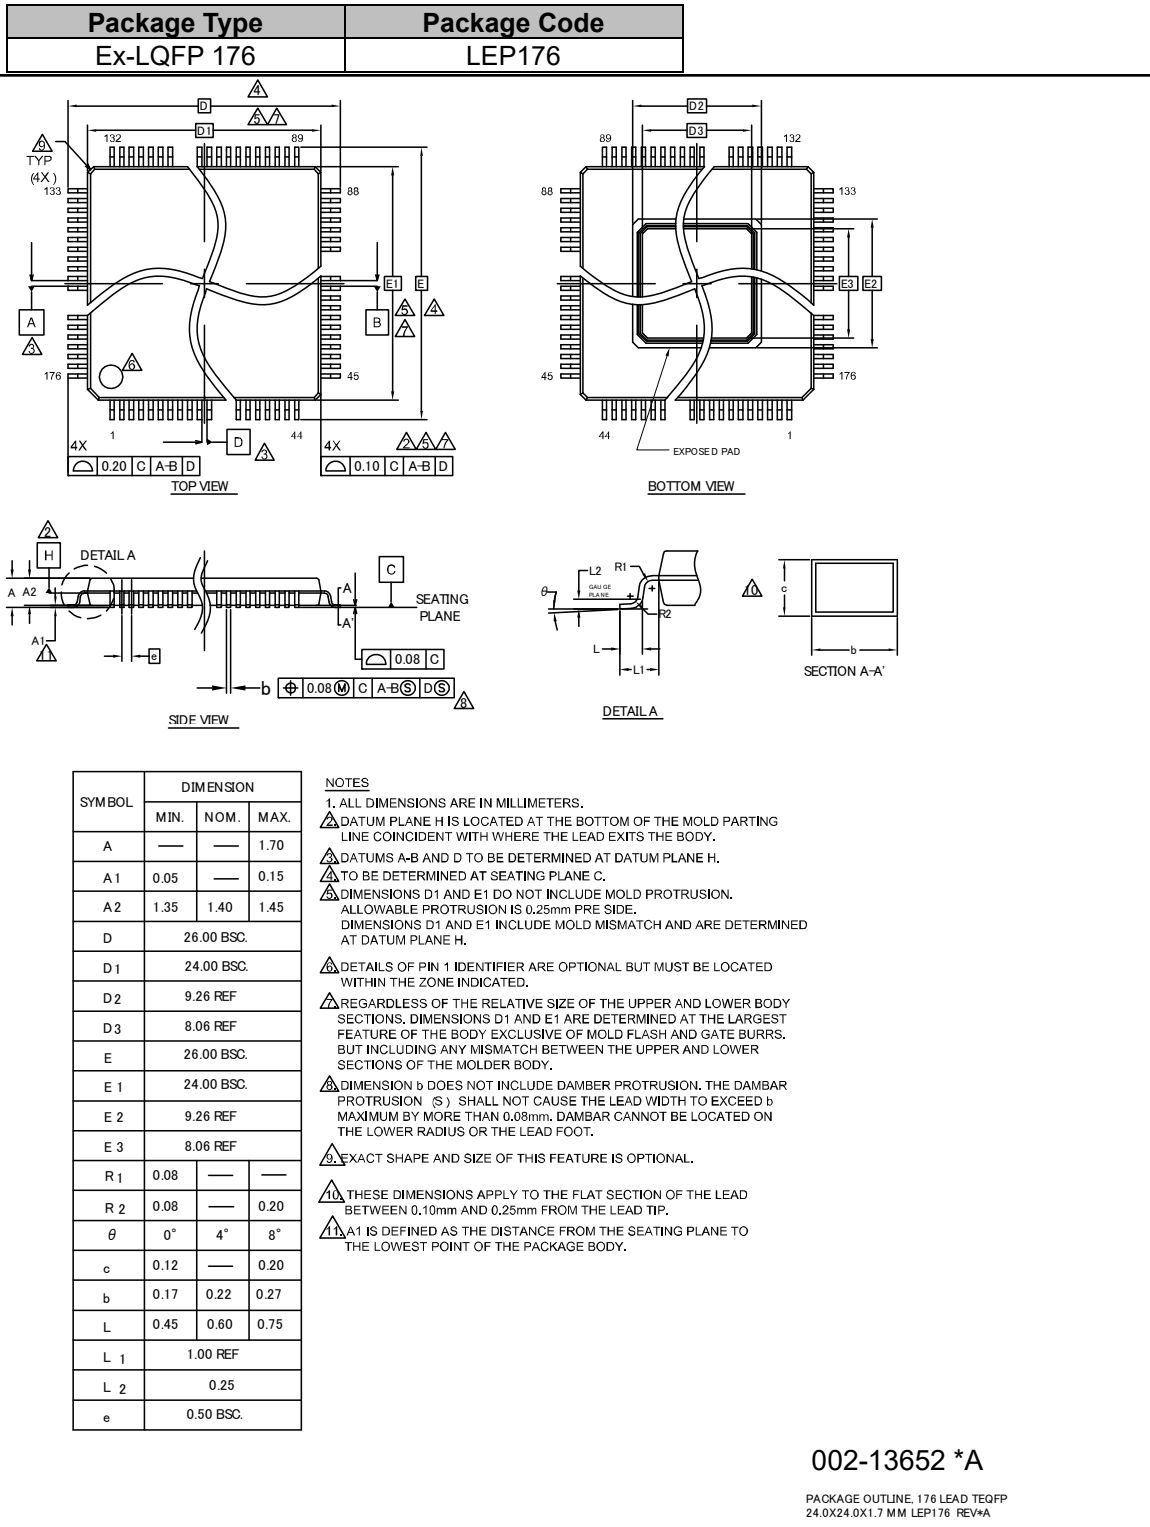 Package Type Package Code
Ex-LQFP 176 LEP176
4
D
5 7
D1
132 89
9
TYP
(4X)
133 88
E1 E
A B
3 5 4
7
6
176 45
1 44
D
3
4X 4X
2 5 7
0.20 C A-B D
0.10 C A-B D
TOP VIEW
D2
D3
89 132
88 133
E3 E2
45 176
44 1
EXPOSED PAD
BOTTOM VIEW
2
H
DETAIL A
A A2
A1
11
e
A
A'
C
SEATING
PLANE
0.08 C
b 0.08 M C A-B S D S
8
SIDE VIEW
L2 R1
θ GAUGE
PLANE
R2
L
L1
DETAIL A
10
c
b
SECTION A-A'
SYMBOL DIMENSION
MIN. NOM. MAX.
A — — 1.70
A1 0.05 — 0.15
A2 1.35 1.40 1.45
D 26.00 BSC.
D1 24.00 BSC.
D2 9.26 REF
D3 8.06 REF
E 26.00 BSC.
E1 24.00 BSC.
E2 9.26 REF
E3 8.06 REF
R1 0.08 — —
R2 0.08 — 0.20
θ 0° 4° 8°
c 0.12 — 0.20
b 0.17 0.22 0.27
L 0.45 0.60 0.75
L1 1.00 REF
L2 0.25
e 0.50 BSC.
NOTES
1. ALL DIMENSIONS ARE IN MILLIMETERS.
2. DATUM PLANE H IS LOCATED AT THE BOTTOM OF THE MOLD PARTING
LINE COINCIDENT WITH WHERE THE LEAD EXITS THE BODY.
3. DATUMS A-B AND D TO BE DETERMINED AT DATUM PLANE H.
4. TO BE DETERMINED AT SEATING PLANE C.
5. DIMENSIONS D1 AND E1 DO NOT INCLUDE MOLD PROTRUSION.
ALLOWABLE PROTRUSION IS 0.25mm PRE SIDE.
DIMENSIONS D1 AND E1 INCLUDE MOLD MISMATCH AND ARE DETERMINED
AT DATUM PLANE H.
6. DETAILS OF PIN 1 IDENTIFIER ARE OPTIONAL BUT MUST BE LOCATED
WITHIN THE ZONE INDICATED.
7. REGARDLESS OF THE RELATIVE SIZE OF THE UPPER AND LOWER BODY
SECTIONS. DIMENSIONS D1 AND E1 ARE DETERMINED AT THE LARGEST
FEATURE OF THE BODY EXCLUSIVE OF MOLD FLASH AND GATE BURRS.
BUT INCLUDING ANY MISMATCH BETWEEN THE UPPER AND LOWER
SECTIONS OF THE MOLDER BODY.
8. DIMENSION b DOES NOT INCLUDE DAMBER PROTRUSION. THE DAMBAR
PROTRUSION (S) SHALL NOT CAUSE THE LEAD WIDTH TO EXCEED b
MAXIMUM BY MORE THAN 0.08mm. DAMBAR CANNOT BE LOCATED ON
THE LOWER RADIUS OR THE LEAD FOOT.
9. EXACT SHAPE AND SIZE OF THIS FEATURE IS OPTIONAL.
10. THESE DIMENSIONS APPLY TO THE FLAT SECTION OF THE LEAD
BETWEEN 0.10mm AND 0.25mm FROM THE LEAD TIP.
11. A1 IS DEFINED AS THE DISTANCE FROM THE SEATING PLANE TO
THE LOWEST POINT OF THE PACKAGE BODY.
002-13652 *A
PACKAGE OUTLINE, 176 LEAD TEQFP
24.0X24.0X1.7 MM LEP176 REV*A